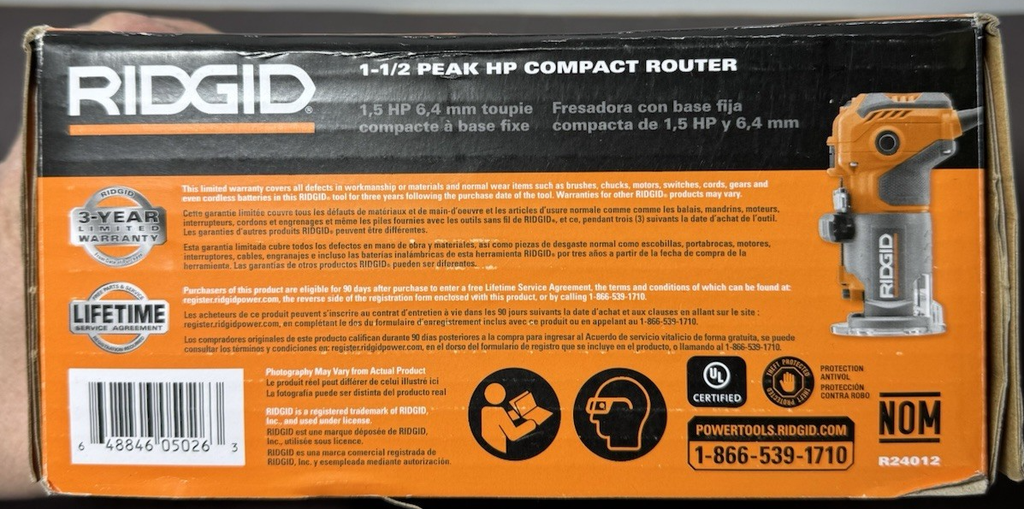 RIDGID®
1-1/2 PEAK HP COMPACT ROUTER
1,5 HP 6,4 mm toupie
compacte à base fixe
Fresadora con base fija
compacta de 1,5 HP y 6,4 mm
RIDGID
3-YEAR
LIMITED
WARRANTY
This limited warranty covers all defects in workmanship or materials and normal wear items such as brushes, chucks, motors, switches, cords, gears and
even cordless batteries in this RIDGID® tool for three years following the purchase date of the tool. Warranties for other RIDGID® products may vary.
Cette garantie limitée couvre tous les défauts de matériaux et de main-d'oeuvre et les articles d'usure normale comme comme les balais, mandrins, moteurs,
interrupteurs, cordons et engrenages et même les piles fournies avec les outils sans fil de RIDGID®, et ce, pendant trois (3) suivants la date d'achat de l'outil.
Les garanties d'autres produits RIDGID® peuvent être différentes.
Esta garantía limitada cubre todos los defectos en mano de obra y materiales, así como piezas de desgaste normal como escobillas, portabrocas, motores,
interruptores, cables, engranajes e incluso las baterías inalámbricas de esta herramienta RIDGID® por tres años a partir de la fecha de compra de la
herramienta. Las garantías de otros productos RIDGID® pueden ser diferentes.
FREE PARTS & SERVICE
LIFETIME
SERVICE AGREEMENT
REGISTRATION REQUIRED
Purchasers of this product are eligible for 90 days after purchase to enter a free Lifetime Service Agreement, the terms and conditions of which can be found at:
register.ridgidpower.com, the reverse side of the registration form enclosed with this product, or by calling 1-866-539-1710.
Les acheteurs de ce produit peuvent s'inscrire au contrat d'entretien à vie dans les 90 jours suivants la date d'achat et aux clauses en allant sur le site :
register.ridgidpower.com, en complétant le dos du formulaire d'enregistrement inclus avec ce produit ou en appelant au 1-866-539-1710.
Los compradores originales de este producto califican durante 90 días posteriores a la compra para ingresar al Acuerdo de servicio vitalicio de forma gratuita, se puede
consultar los términos y condiciones en: register.ridgidpower.com, en el dorso del formulario de registro que se incluye en el producto, o llamando al 1-866-539-1710.
RIDGID
6 48846 05026 3
Photography May Vary from Actual Product
Le produit réel peut différer de celui illustré ici
La fotografía puede ser distinta del producto real
RIDGID is a registered trademark of RIDGID,
Inc., and used under license.
RIDGID est une marque déposée de RIDGID,
Inc., utilisée sous licence.
RIDGID es una marca comercial registrada de
RIDGID, Inc. y esempleada mediante autorización.
UL
CERTIFIED
THEFT PROTECTED
THEFT PROTECTED
PROTECTION
ANTIVOL
PROTECCIÓN
CONTRA ROBO
POWERTOOLS.RIDGID.COM
1-866-539-1710
NOM
R24012